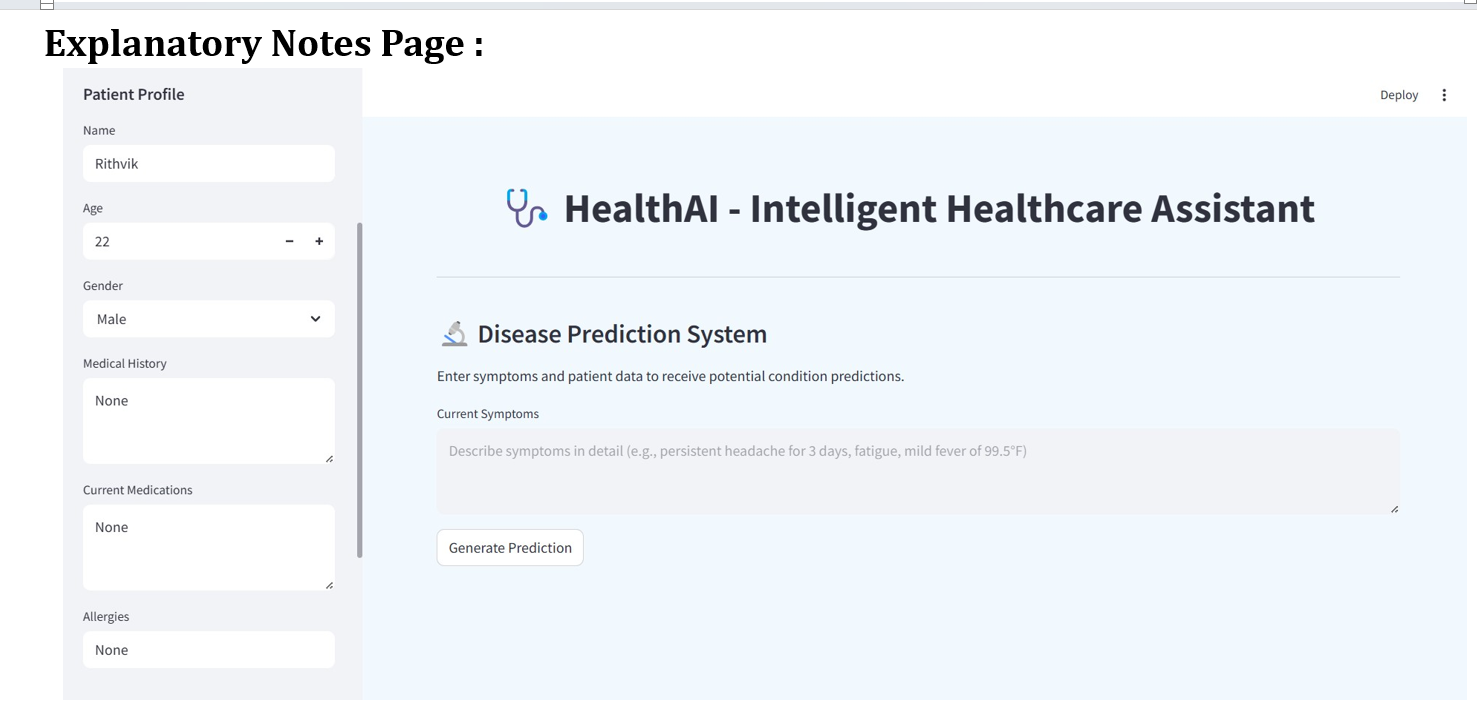 Explanatory Notes Page :
Patient Profile
Name
Rithvik
Age
22
Gender
Male
Medical History
None
Current Medications
None
Allergies
None
Deploy
HealthAI - Intelligent Healthcare Assistant
Disease Prediction System
Enter symptoms and patient data to receive potential condition predictions.
Current Symptoms
Describe symptoms in detail (e.g., persistent headache for 3 days, fatigue, mild fever of 99.5°F)
Generate Prediction